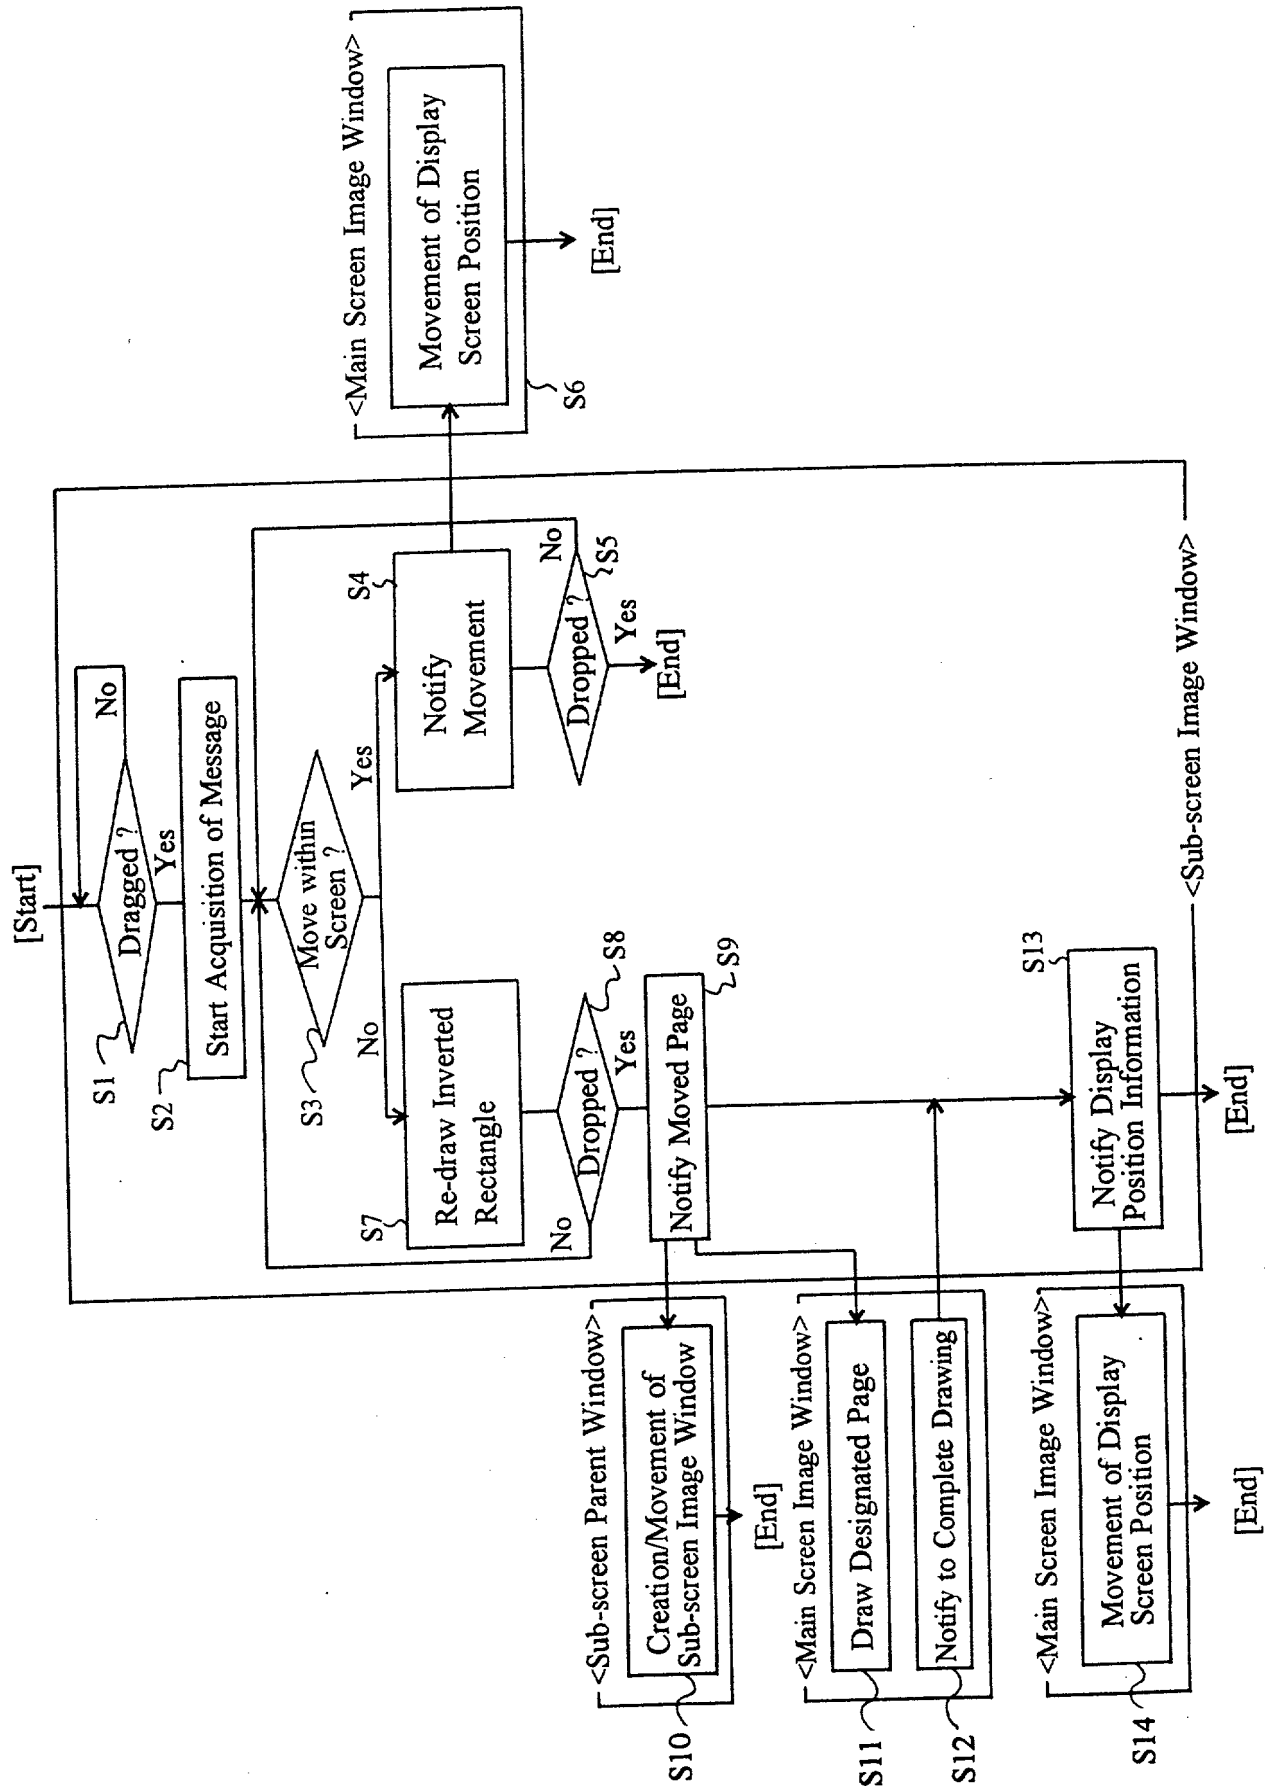 [Start]
Dragged ?
No
Yes
S1
Start Acquisition of Message
S2
Move within
Screen ?
S3
No
Yes
Re-draw Inverted
Rectangle
S7
Notify
Movement
S4
<Main Screen Image Window>
Movement of Display
Screen Position
S6
[End]
Dropped ?
S8
No
Yes
Dropped ?
S5
No
Yes
[End]
Notify Moved Page
S9
<Sub-screen Parent Window>
Creation/Movement of
Sub-screen Image Window
S10
[End]
<Main Screen Image Window>
Draw Designated Page
S11
Notify to Complete Drawing
S12
Notify Display
Position Information
S13
<Sub-screen Image Window>
[End]
<Main Screen Image Window>
Movement of Display
Screen Position
S14
[End]